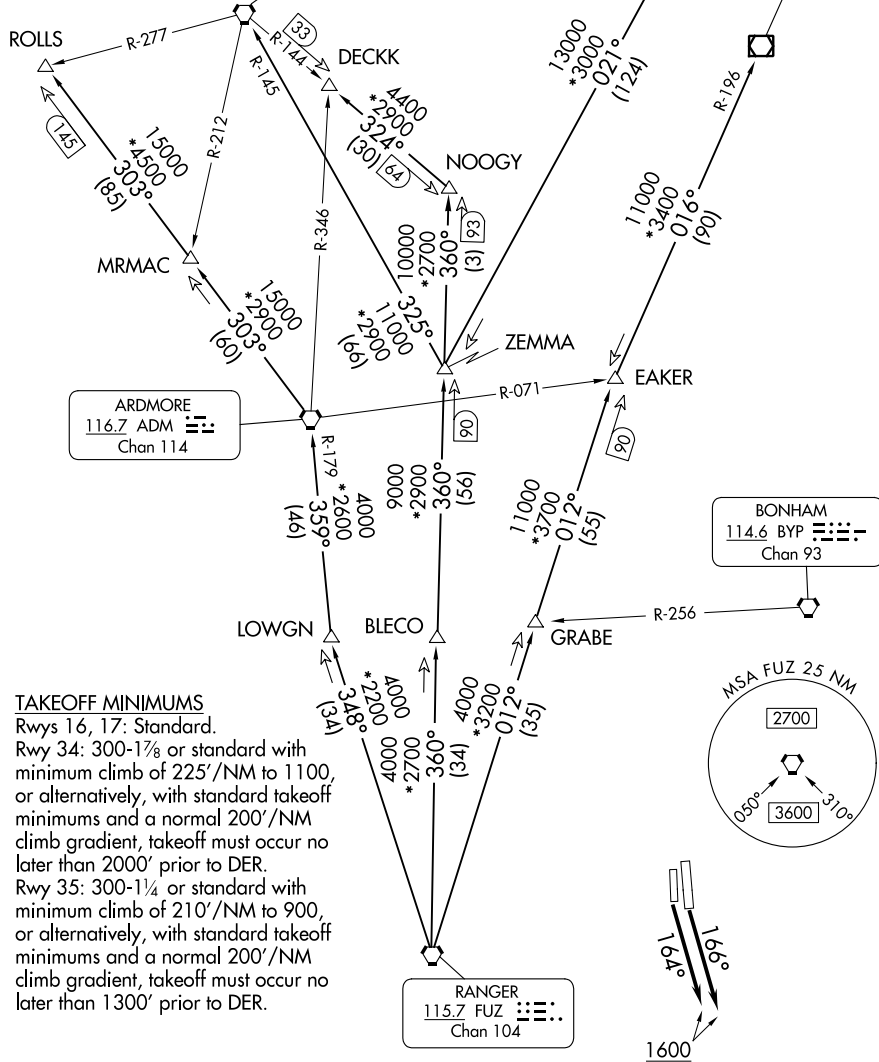 ROLLS
R-277
33
R-144
DECKK
R-145
13000
*3000
021°
(124)
R-196
145
15000
*4500
303°
(85)
R-212
4400
*2900
324°
(30)
64
NOOGY
R-346
93
10000
*2700
360°
(3)
11000
*3400
016°
(90)
MRMAC
15000
*2900
303°
(60)
325°
11000
*2900
(66)
ZEMMA
EAKER
ARDMORE
116.7 ADM
Chan 114
R-071
90
90
R-179
4000
*2600
359°
(46)
9000
*2900
360°
(56)
11000
*3700
012°
(55)
BONHAM
114.6 BYP
Chan 93
LOWGN
BLECO
GRABE
R-256
4000
*2200
348°
(34)
4000
*2700
360°
(34)
4000
*3200
012°
(35)
MSA FUZ 25 NM
2700
050°
310°
3600
TAKEOFF MINIMUMS
Rwys 16, 17: Standard.
Rwy 34: 300-1⅞ or standard with
minimum climb of 225'/NM to 1100,
or alternatively, with standard takeoff
minimums and a normal 200'/NM
climb gradient, takeoff must occur no
later than 2000' prior to DER.
Rwy 35: 300-1¼ or standard with
minimum climb of 210'/NM to 900,
or alternatively, with standard takeoff
minimums and a normal 200'/NM
climb gradient, takeoff must occur no
later than 1300' prior to DER.
RANGER
115.7 FUZ
Chan 104
164°
166°
1600